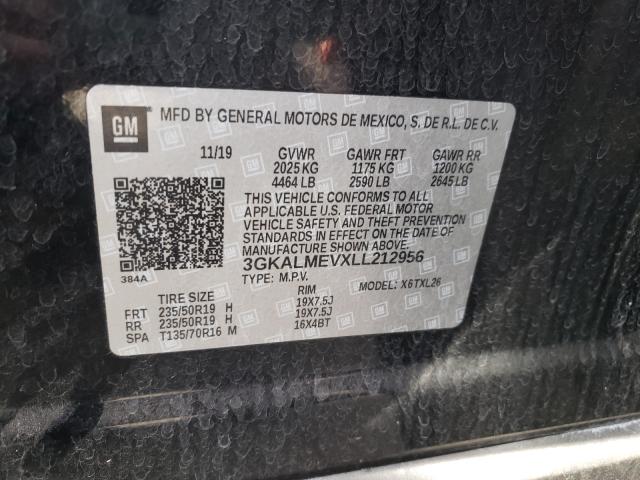 GM
MFD BY GENERAL MOTORS DE MEXICO, S. DE R.L. DE C.V.
11/19 GVWR GAWR FRT GAWR RR
2025 KG 1175 KG 1200 KG
4464 LB 2590 LB 2645 LB
THIS VEHICLE CONFORMS TO ALL
APPLICABLE U.S. FEDERAL MOTOR
VEHICLE SAFETY AND THEFT PREVENTION
STANDARDS IN EFFECT ON THE DATE OF
MANUFACTURE SHOWN ABOVE.
384A
3GKALMEVXLL212956
TYPE: M.P.V. MODEL: X6TXL26
TIRE SIZE RIM
FRT 235/50R19 H 19X7.5J
RR 235/50R19 H 19X7.5J
SPA T135/70R16 M 16X4BT